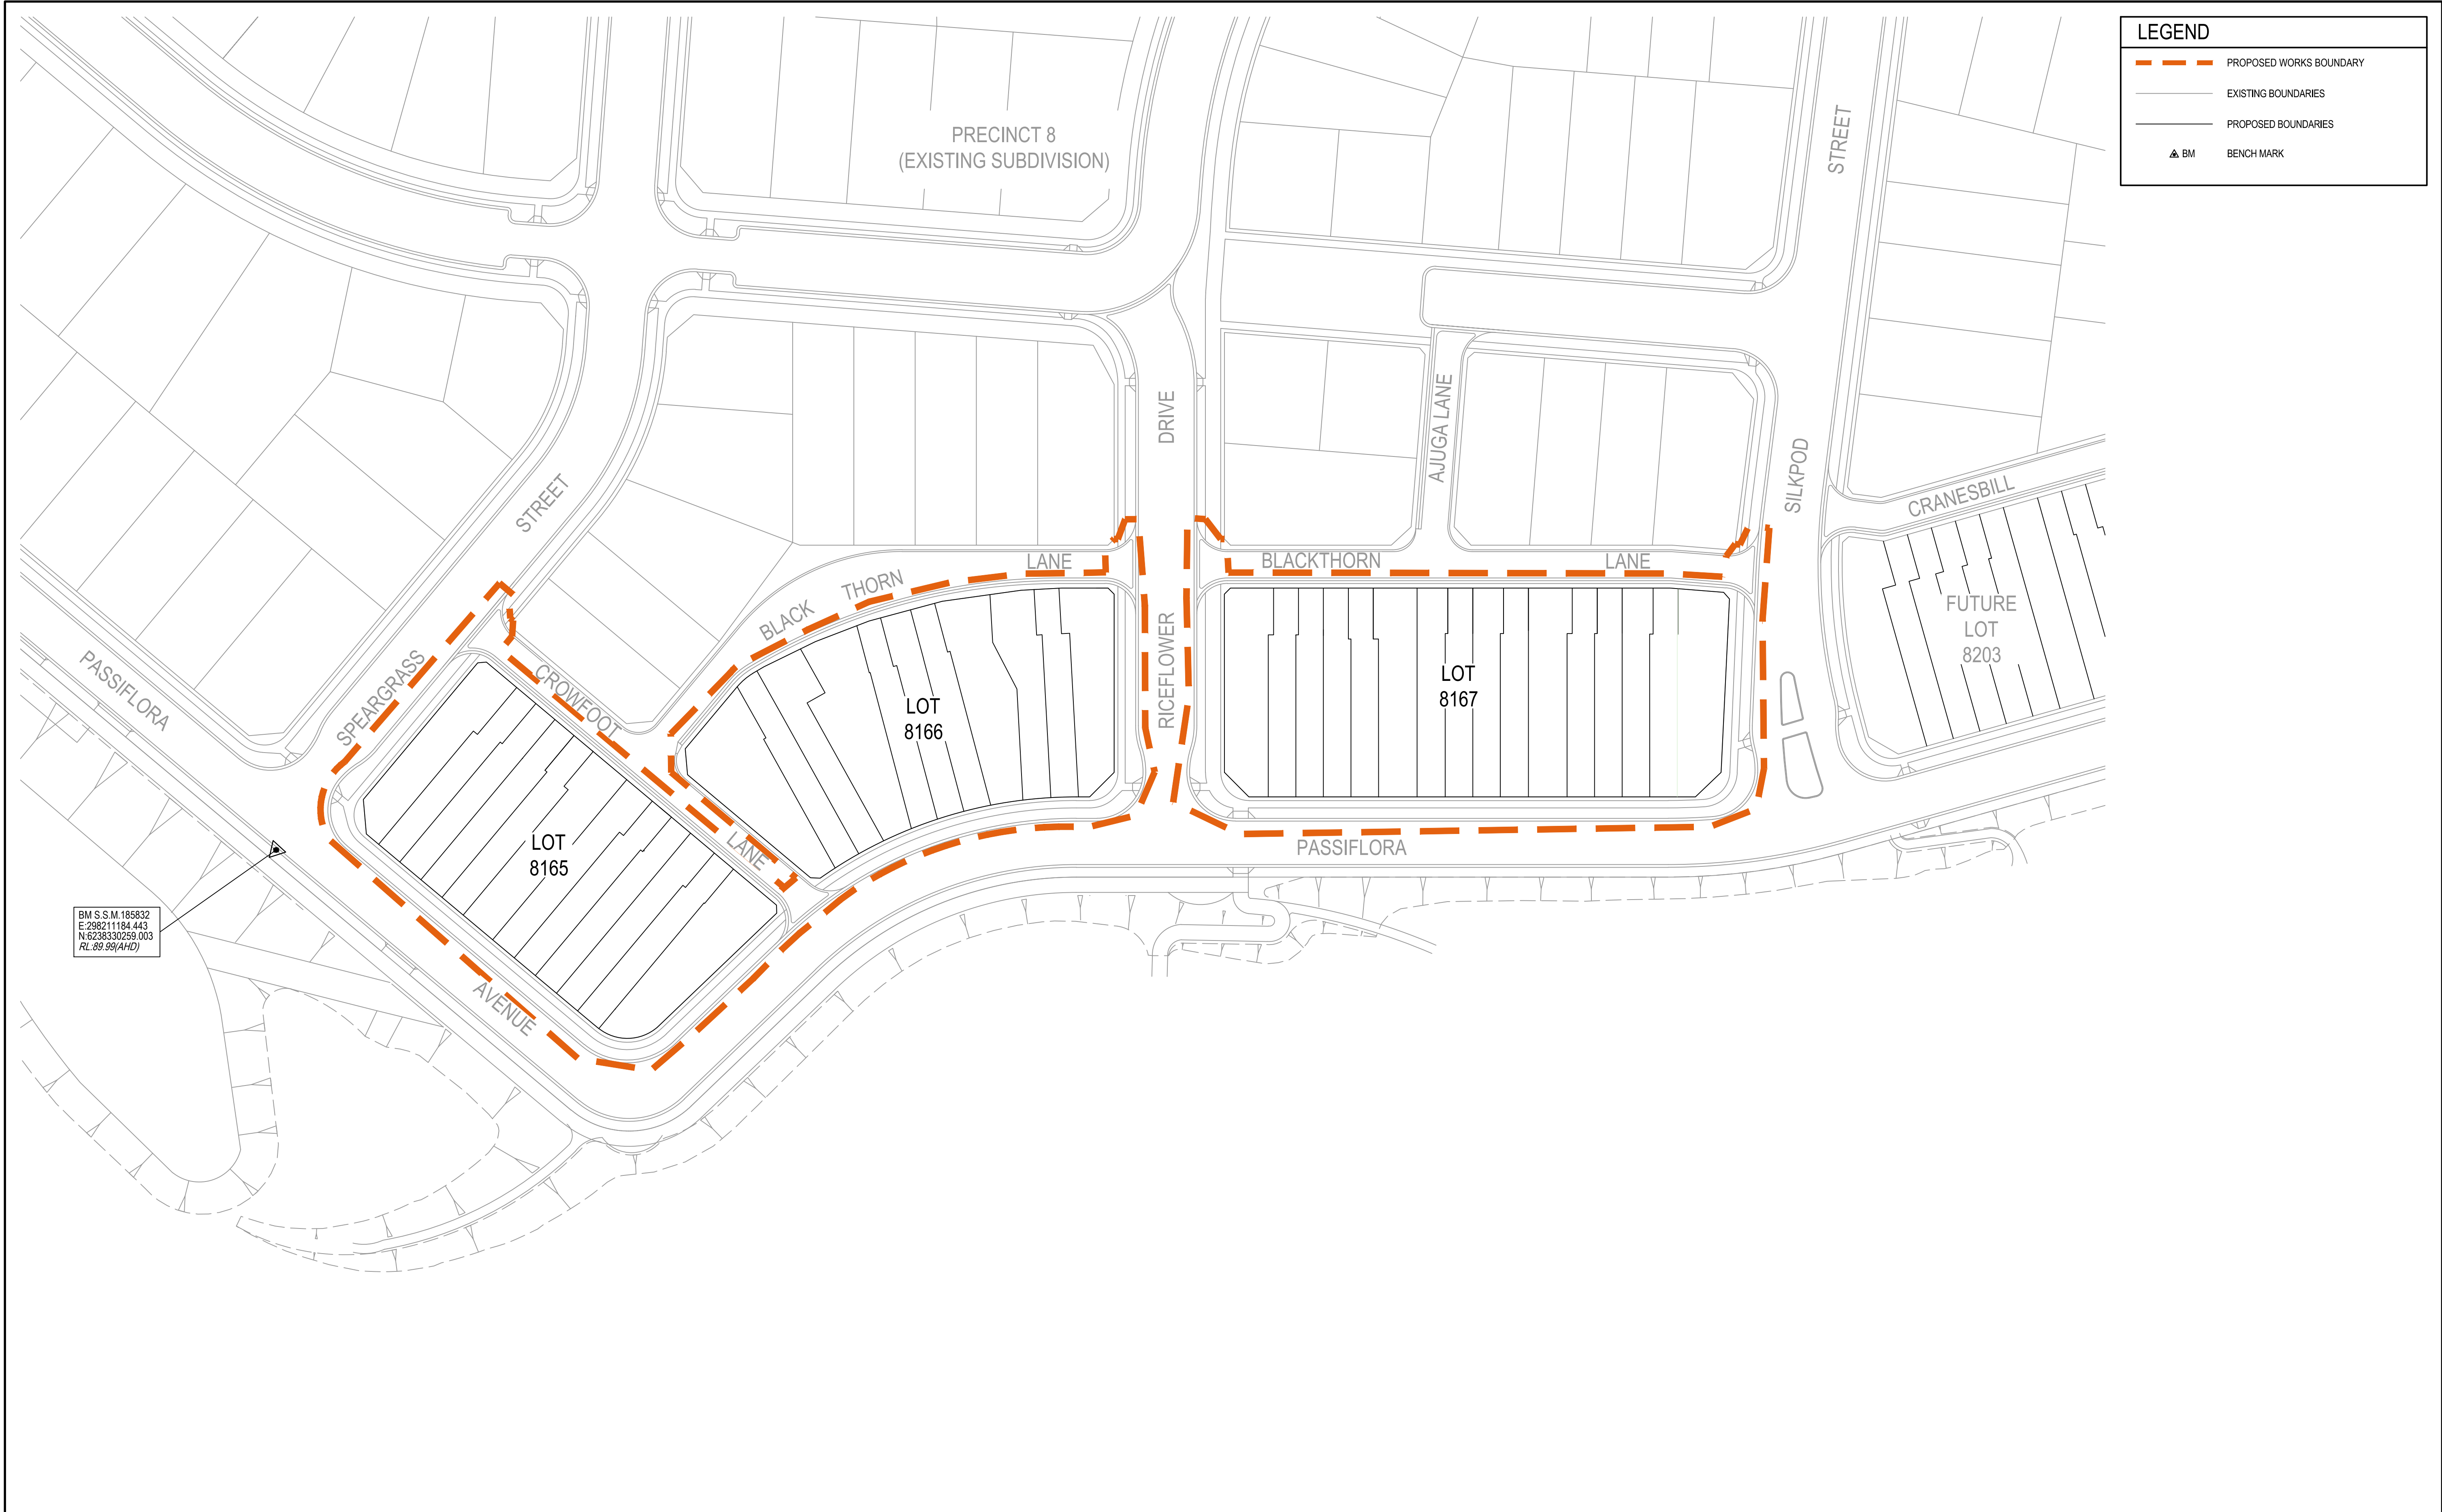 LEGEND
PROPOSED WORKS BOUNDARY
EXISTING BOUNDARIES
PROPOSED BOUNDARIES
BM
BENCH MARK
PRECINCT 8
(EXISTING SUBDIVISION)
STREET
DRIVE
AJUGA LANE
SILKPOD
CRANESBILL
STREET
LANE
BLACKTHORN
LANE
BLACK
THORN
FUTURE
LOT
8203
PASSIFLORA
SPEARGRASS
CROWFOOT
RICEFLOWER
LOT
8166
LOT
8167
LOT
8165
LANE
PASSIFLORA
AVENUE
BM S.S.M.185832
E:298211184.443
N:6238330259.003
RL:89.99(AHD)